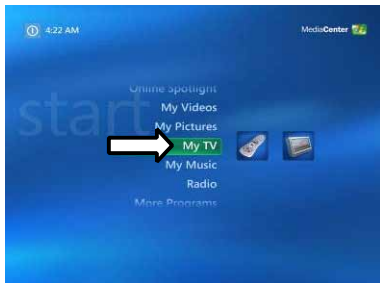 4:22 AM
MediaCenter
Online Spotlight
start
My Videos
My Pictures
My TV
My Music
Radio
More Programs